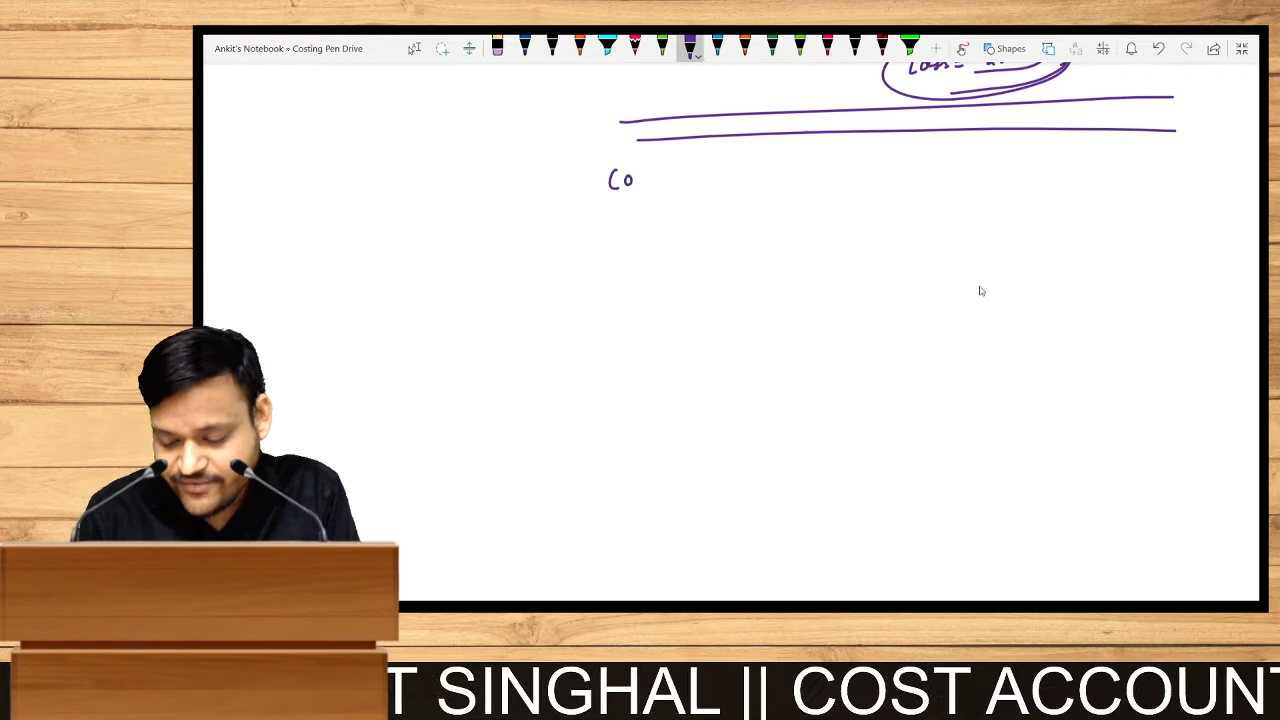 Ankit's Notebook » Costing Pen Drive
Shapes
Co
T SINGHAL || COST ACCOUNT